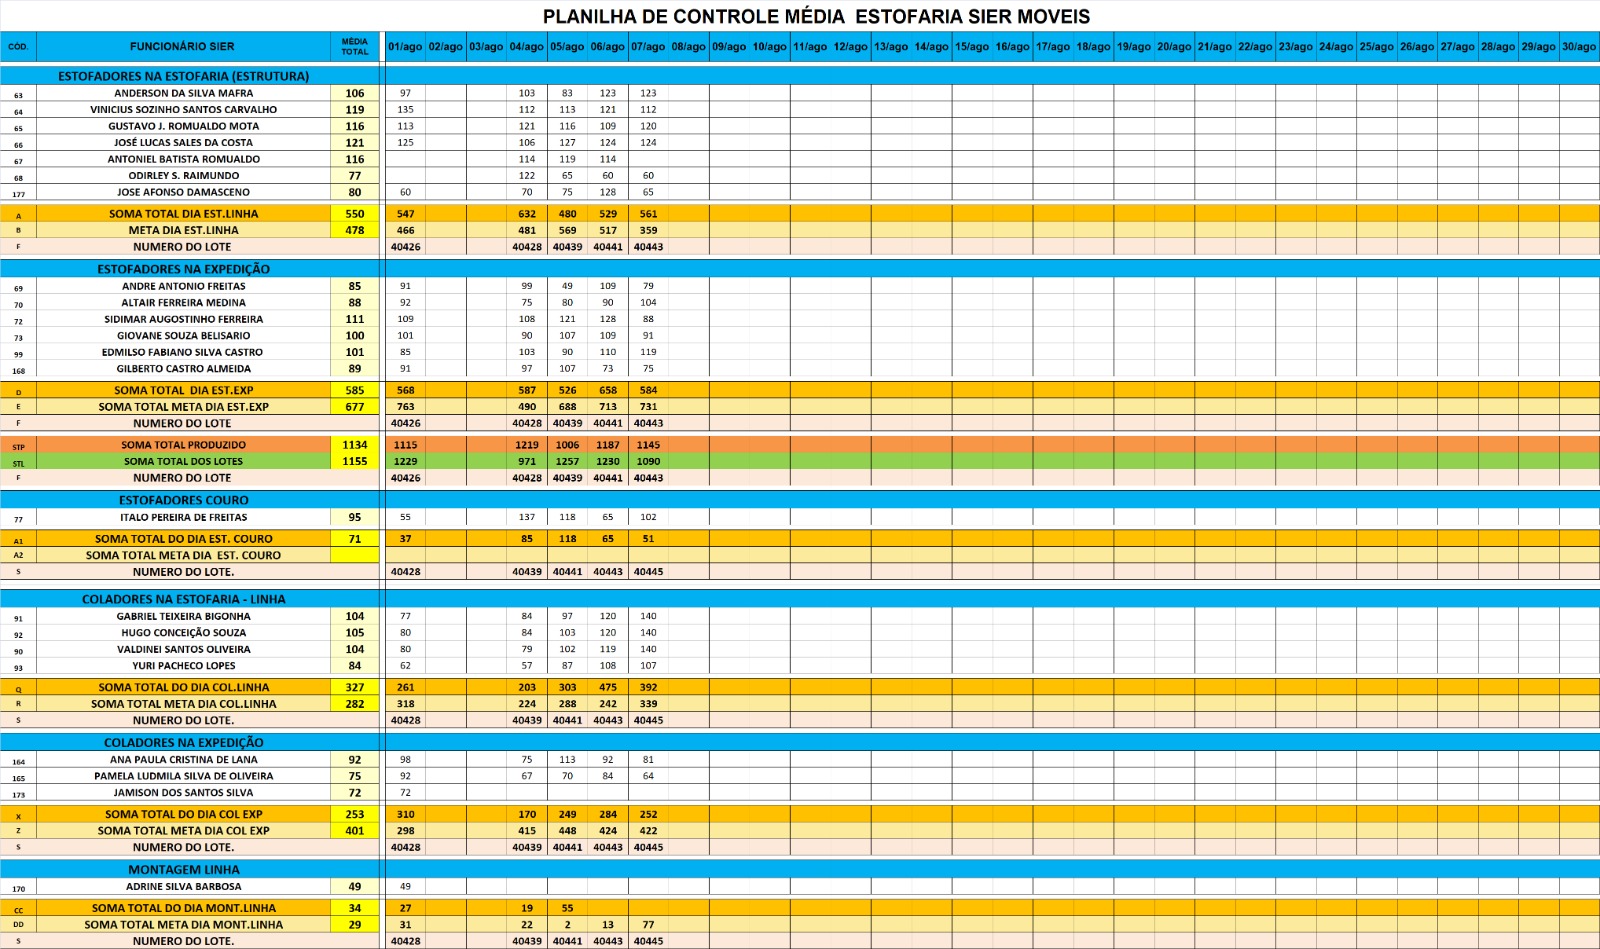 PLANILHA DE CONTROLE MÉDIA  ESTOFARIA SIER MOVEIS
CÓD. FUNCIONÁRIO SIER MÉDIA TOTAL 01/ago 02/ago 03/ago 04/ago 05/ago 06/ago 07/ago 08/ago 09/ago 10/ago 11/ago 12/ago 13/ago 14/ago 15/ago 16/ago 17/ago 18/ago 19/ago 20/ago 21/ago 22/ago 23/ago 24/ago 25/ago 26/ago 27/ago 28/ago 29/ago 30/ago
ESTOFADORES NA ESTOFARIA (ESTRUTURA)
63 ANDERSON DA SILVA MAFRA 106 97 103 83 123 123
64 VINICIUS SOZINHO SANTOS CARVALHO 119 135 112 113 121 112
65 GUSTAVO J. ROMUALDO MOTA 116 113 121 116 109 120
66 JOSÉ LUCAS SALES DA COSTA 121 125 106 127 124 124
67 ANTONIEL BATISTA ROMUALDO 116 114 119 114
68 ODIRLEY S. RAIMUNDO 77 122 65 60 60
177 JOSE AFONSO DAMASCENO 80 60 70 75 128 65
A SOMA TOTAL DIA EST.LINHA 550 547 632 480 529 561
B META DIA EST.LINHA 478 466 481 569 517 359
F NUMERO DO LOTE 40426 40428 40439 40441 40443
ESTOFADORES NA EXPEDIÇÃO
69 ANDRE ANTONIO FREITAS 85 91 99 49 109 79
70 ALTAIR FERREIRA MEDINA 88 92 75 80 90 104
72 SIDIMAR AUGOSTINHO FERREIRA 111 109 108 121 128 88
73 GIOVANE SOUZA BELISARIO 100 101 90 107 109 91
99 EDMILSO FABIANO SILVA CASTRO 101 85 103 90 110 119
168 GILBERTO CASTRO ALMEIDA 89 91 97 107 73 75
D SOMA TOTAL  DIA EST.EXP 585 568 587 526 658 584
E SOMA TOTAL META DIA EST.EXP 677 763 490 688 713 731
F NUMERO DO LOTE 40426 40428 40439 40441 40443
STP SOMA TOTAL PRODUZIDO 1134 1115 1219 1006 1187 1145
STL SOMA TOTAL DOS LOTES 1155 1229 971 1257 1230 1090
F NUMERO DO LOTE 40426 40428 40439 40441 40443
ESTOFADORES COURO
77 ITALO PEREIRA DE FREITAS 95 55 137 118 65 102
A1 SOMA TOTAL DO DIA EST. COURO 71 37 85 118 65 51
A2 SOMA TOTAL META DIA  EST. COURO
S NUMERO DO LOTE. 40428 40439 40441 40443 40445
COLADORES NA ESTOFARIA - LINHA
91 GABRIEL TEIXEIRA BIGONHA 104 77 84 97 120 140
92 HUGO CONCEIÇÃO SOUZA 105 80 84 103 120 140
90 VALDINEI SANTOS OLIVEIRA 104 80 79 102 119 140
93 YURI PACHECO LOPES 84 62 57 87 108 107
Q SOMA TOTAL DO DIA COL.LINHA 327 261 203 303 475 392
R SOMA TOTAL META DIA COL.LINHA 282 318 224 288 242 339
S NUMERO DO LOTE. 40428 40439 40441 40443 40445
COLADORES NA EXPEDIÇÃO
164 ANA PAULA CRISTINA DE LANA 92 98 75 113 92 81
165 PAMELA LUDMILA SILVA DE OLIVEIRA 75 92 67 70 84 64
173 JAMISON DOS SANTOS SILVA 72 72
X SOMA TOTAL DO DIA COL EXP 253 310 170 249 284 252
Z SOMA TOTAL META DIA COL EXP 401 298 415 448 424 422
S NUMERO DO LOTE. 40428 40439 40441 40443 40445
MONTAGEM LINHA
170 ADRINE SILVA BARBOSA 49 49
CC SOMA TOTAL DO DIA MONT.LINHA 34 27 19 55
DD SOMA TOTAL META DIA MONT.LINHA 29 31 22 2 13 77
S NUMERO DO LOTE. 40428 40439 40441 40443 40445